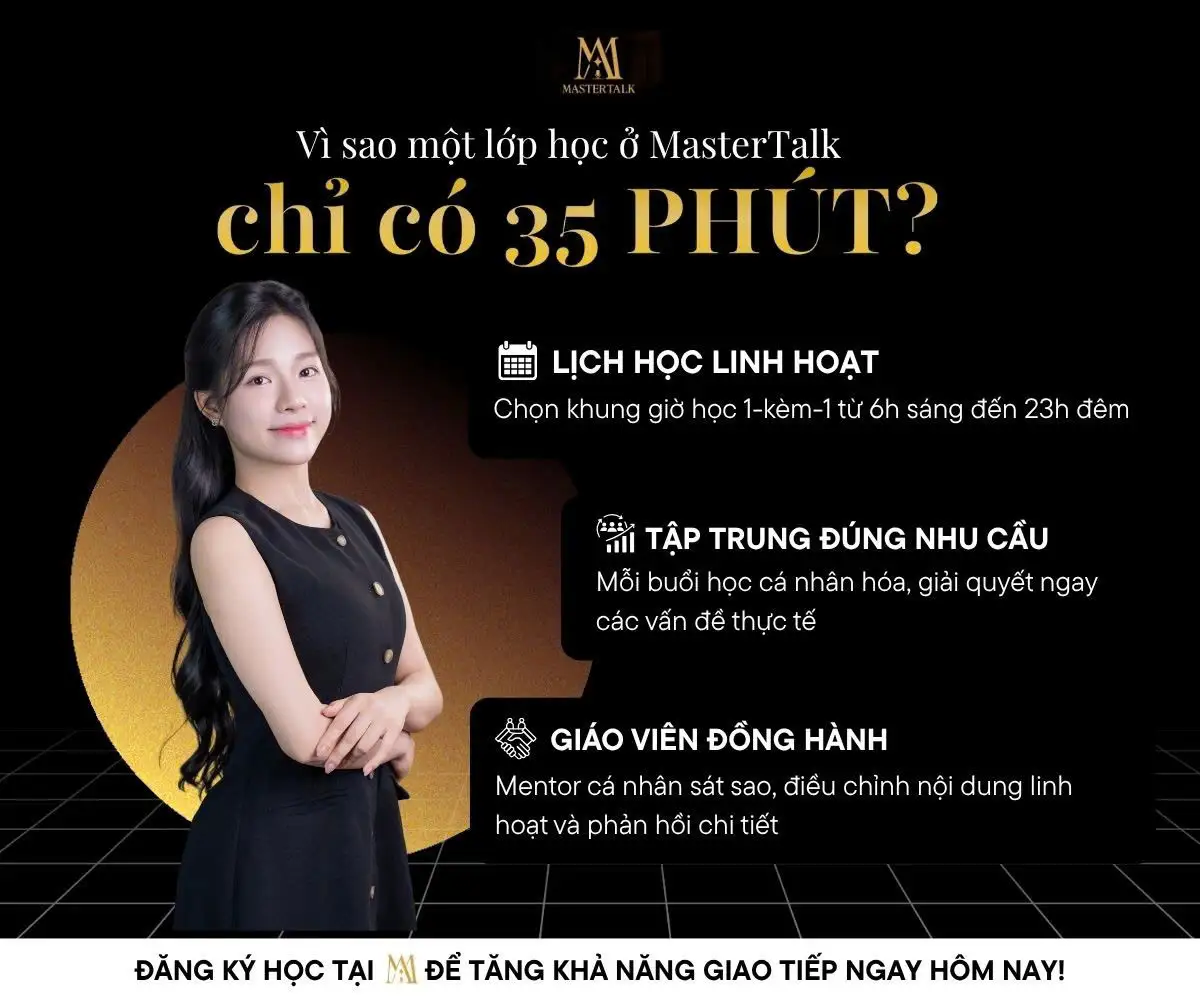 MASTERTALK
Vì sao một lớp học ở MasterTalk
chỉ có 35 PHÚT?
LỊCH HỌC LINH HOẠT
Chọn khung giờ học 1-kèm-1 từ 6h sáng đến 23h đêm
TẬP TRUNG ĐÚNG NHU CẦU
Mỗi buổi học cá nhân hóa, giải quyết ngay
các vấn đề thực tế
GIÁO VIÊN ĐỒNG HÀNH
Mentor cá nhân sát sao, điều chỉnh nội dung linh
hoạt và phản hồi chi tiết
ĐĂNG KÝ HỌC TẠI ĐỂ TĂNG KHẢ NĂNG GIAO TIẾP NGAY HÔM NAY!